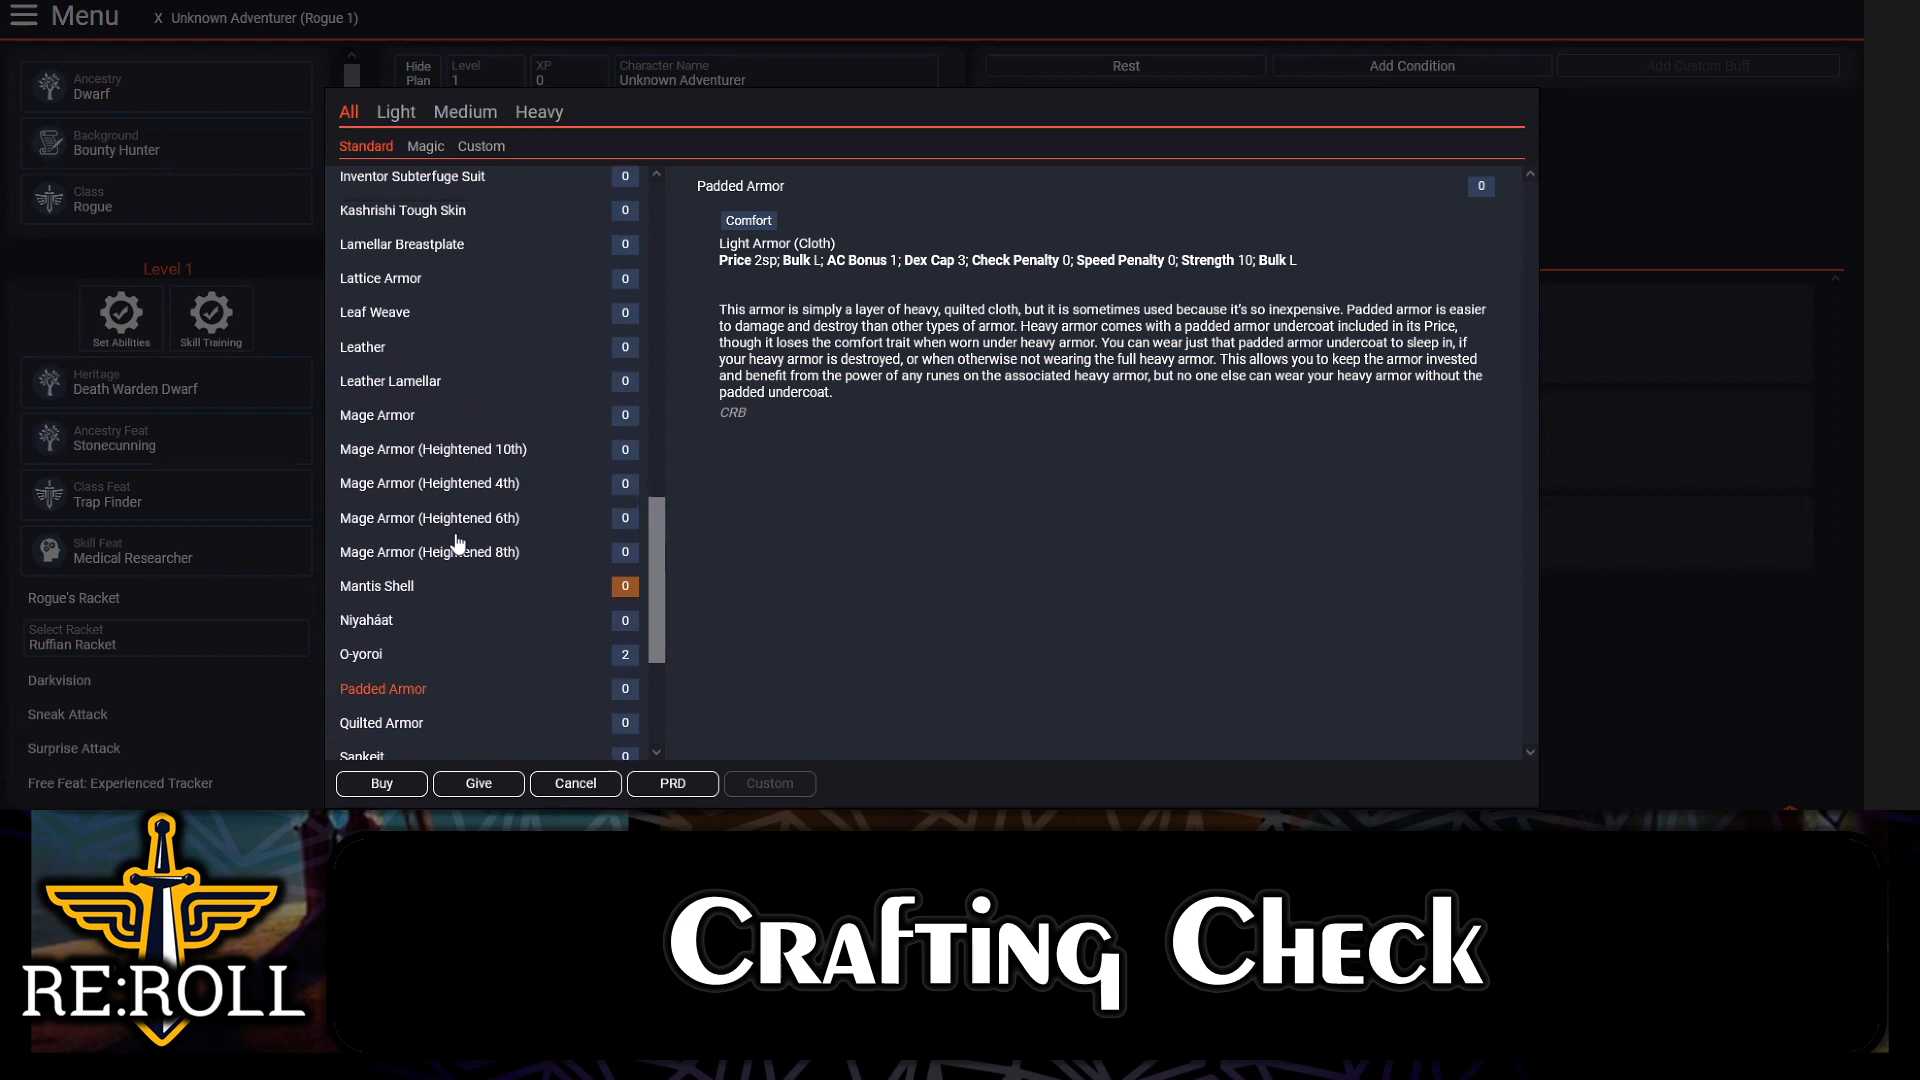 Menu
X Unknown Adventurer (Rogue 1)
Ancestry
Dwarf
Background
Bounty Hunter
Class
Rogue
Level 1
Set Abilities
Skill Training
Heritage
Death Warden Dwarf
Ancestry Feat
Stonecunning
Class Feat
Trap Finder
Skill Feat
Medical Researcher
Rogue's Racket
Select Racket
Ruffian Racket
Darkvision
Sneak Attack
Surprise Attack
Free Feat: Experienced Tracker
Hide
Plan
Level
1
XP
0
Character Name
Unknown Adventurer
Rest
Add Condition
Add Custom Buff
All Light Medium Heavy
Standard Magic Custom
Inventor Subterfuge Suit 0
Kashrishi Tough Skin 0
Lamellar Breastplate 0
Lattice Armor 0
Leaf Weave 0
Leather 0
Leather Lamellar 0
Mage Armor 0
Mage Armor (Heightened 10th) 0
Mage Armor (Heightened 4th) 0
Mage Armor (Heightened 6th) 0
Mage Armor (Heightened 8th) 0
Mantis Shell 0
Niyaháat 0
O-yoroi 2
Padded Armor 0
Quilted Armor 0
Sankeit 0
Padded Armor 0
Comfort
Light Armor (Cloth)
Price 2sp; Bulk L; AC Bonus 1; Dex Cap 3; Check Penalty 0; Speed Penalty 0; Strength 10; Bulk L
This armor is simply a layer of heavy, quilted cloth, but it is sometimes used because it's so inexpensive. Padded armor is easier
to damage and destroy than other types of armor. Heavy armor comes with a padded armor undercoat included in its Price,
though it loses the comfort trait when worn under heavy armor. You can wear just that padded armor undercoat to sleep in, if
your heavy armor is destroyed, or when otherwise not wearing the full heavy armor. This allows you to keep the armor invested
and benefit from the power of any runes on the associated heavy armor, but no one else can wear your heavy armor without the
padded undercoat.
CRB
Buy
Give
Cancel
PRD
Custom
RE:ROLL
Crafting Check